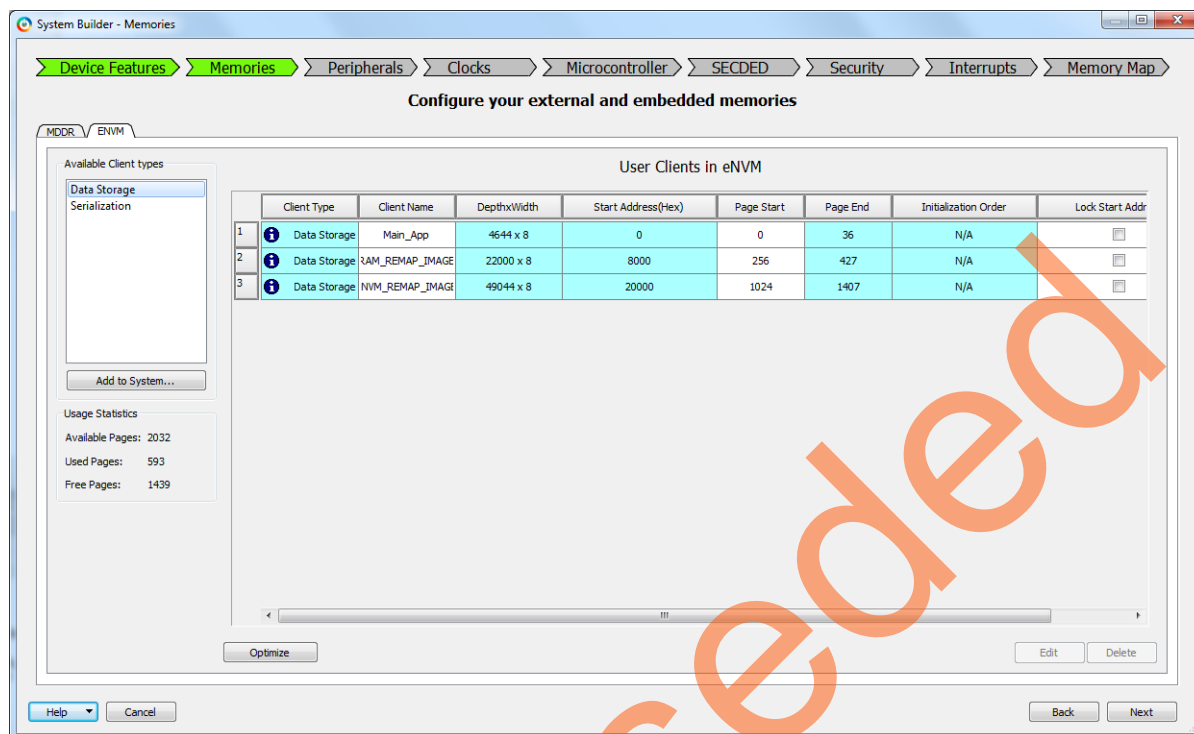 System Builder - Memories
Device Features Memories Peripherals Clocks Microcontroller SECDED Security Interrupts Memory Map
Configure your external and embedded memories
MDDR ENVM
Available Client types
Data Storage
Serialization
Add to System...
Usage Statistics
Available Pages: 2032
Used Pages: 593
Free Pages: 1439
User Clients in eNVM
Client Type Client Name DepthxWidth Start Address(Hex) Page Start Page End Initialization Order Lock Start Addr
1 Data Storage Main_App 4644 x 8 0 0 36 N/A
2 Data Storage RAM_REMAP_IMAGE 22000 x 8 8000 256 427 N/A
3 Data Storage NVM_REMAP_IMAGE 49044 x 8 20000 1024 1407 N/A
Optimize Edit Delete
Help Cancel Back Next
seded